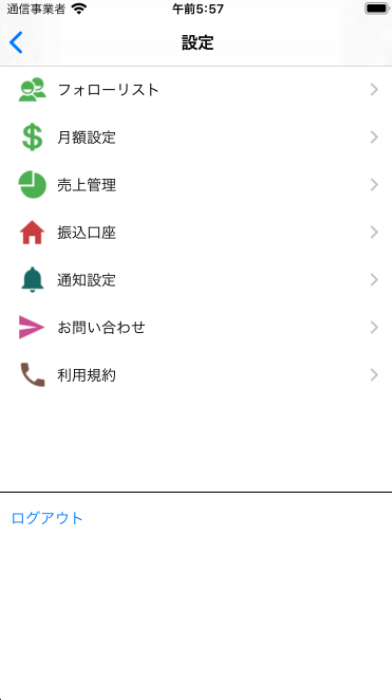 通信事業者 午前5:57
設定
フォローリスト
月額設定
売上管理
振込口座
通知設定
お問い合わせ
利用規約
ログアウト